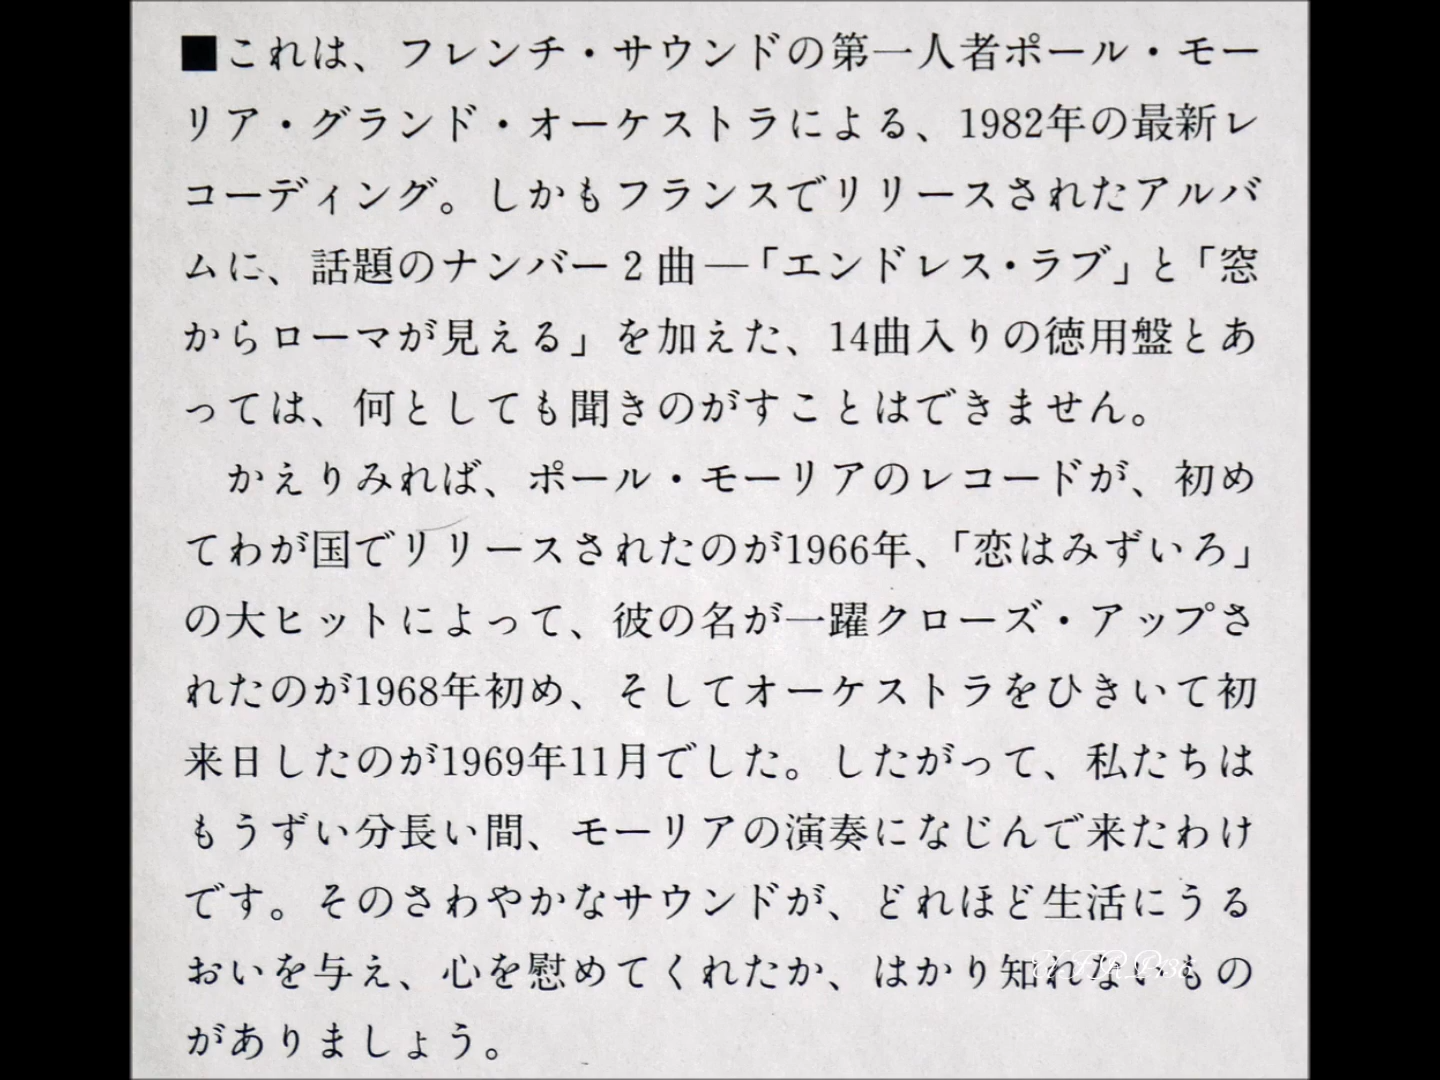 ■これは、フレンチ・サウンドの第一人者ポール・モー
リア・グランド・オーケストラによる、1982年の最新レ
コーディング。しかもフランスでリリースされたアルバ
ムに、話題のナンバー2曲―「エンドレス・ラブ」と「窓
からローマが見える」を加えた、14曲入りの徳用盤とあ
っては、何としても聞きのがすことはできません。
　かえりみれば、ポール・モーリアのレコードが、初め
てわが国でリリースされたのが1966年、「恋はみずいろ」
の大ヒットによって、彼の名が一躍クローズ・アップさ
れたのが1968年初め、そしてオーケストラをひきいて初
来日したのが1969年11月でした。したがって、私たちは
もうずい分長い間、モーリアの演奏になじんで来たわけ
です。そのさわやかなサウンドが、どれほど生活にうる
おいを与え、心を慰めてくれたか、はかり知れないもの
がありましょう。